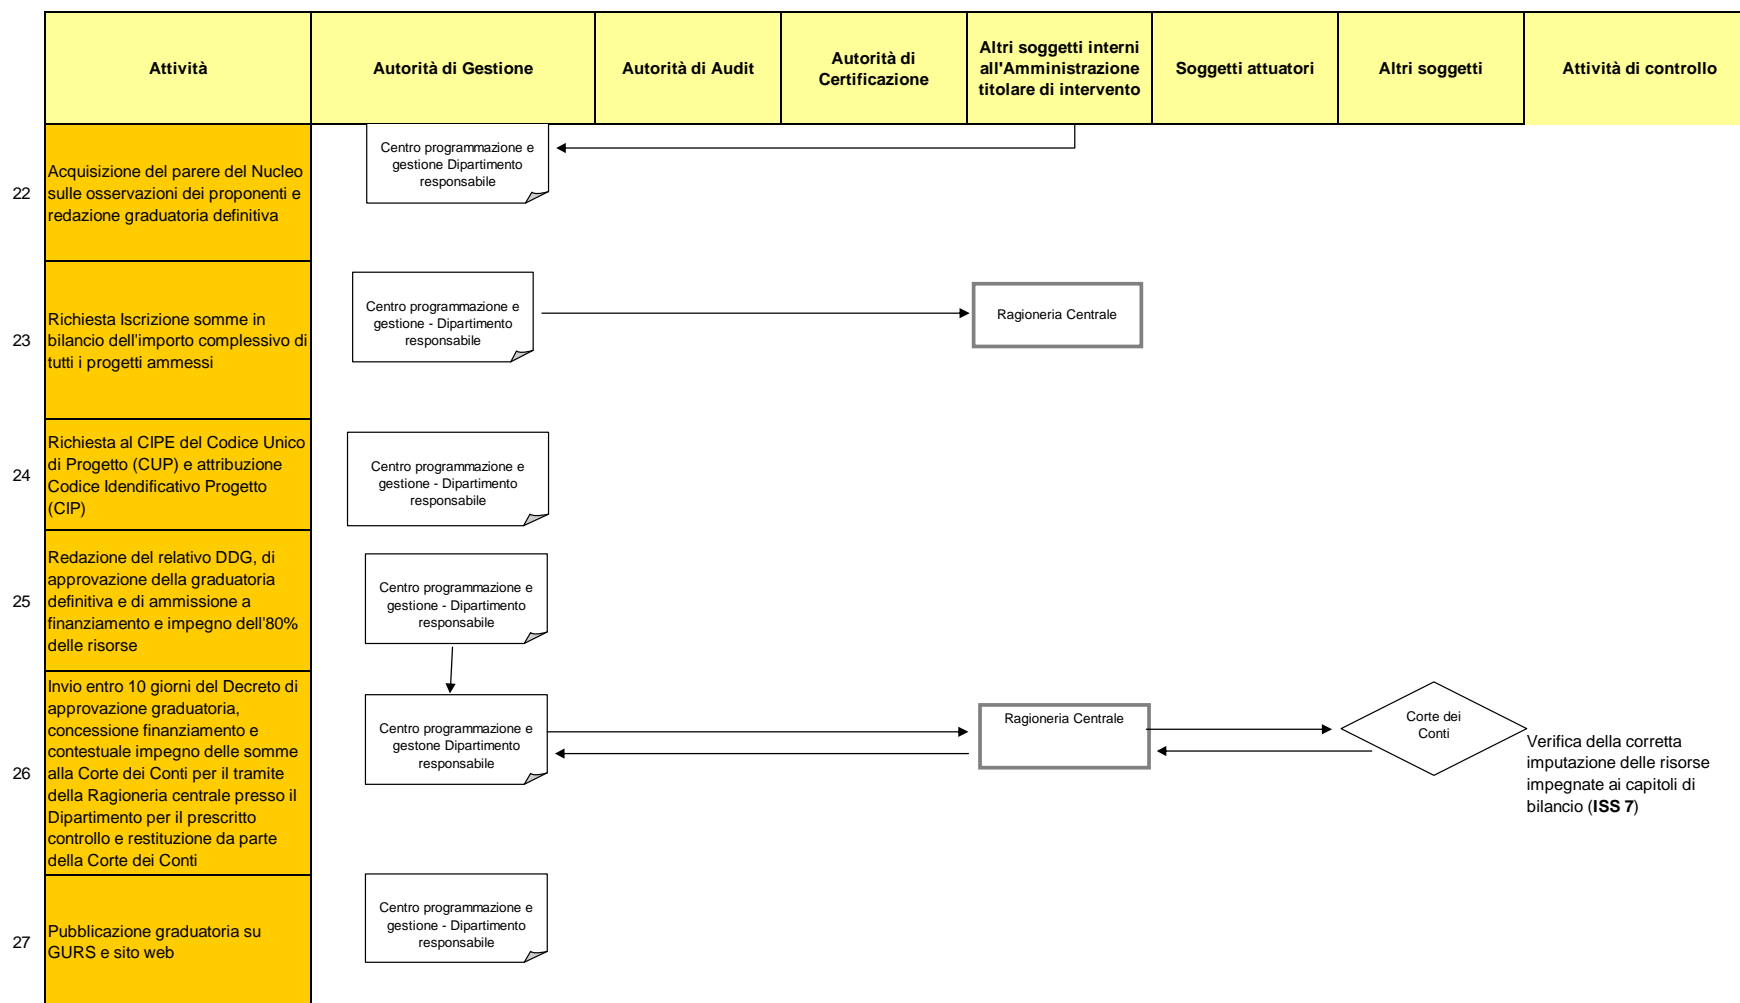 Attività
Autorità di Gestione
Autorità di Audit
Autorità di
Certificazione
Altri soggetti interni
all'Amministrazione
titolare di intervento
Soggetti attuatori
Altri soggetti
Attività di controllo
22
Acquisizione del parere del Nucleo
sulle osservazioni dei proponenti e
redazione graduatoria definitiva
Centro programmazione e
gestione Dipartimento
responsabile
23
Richiesta Iscrizione somme in
bilancio dell'importo complessivo di
tutti i progetti ammessi
Centro programmazione e
gestione - Dipartimento
responsabile
Ragioneria Centrale
24
Richiesta al CIPE del Codice Unico
di Progetto (CUP) e attribuzione
Codice Idendificativo Progetto
(CIP)
Centro programmazione e
gestione - Dipartimento
responsabile
25
Redazione del relativo DDG, di
approvazione della graduatoria
definitiva e di ammissione a
finanziamento e impegno dell'80%
delle risorse
Centro programmazione e
gestione - Dipartimento
responsabile
26
Invio entro 10 giorni del Decreto di
approvazione graduatoria,
concessione finanziamento e
contestuale impegno delle somme
alla Corte dei Conti per il tramite
della Ragioneria centrale presso il
Dipartimento per il prescritto
controllo e restituzione da parte
della Corte dei Conti
Centro programmazione e
gestone Dipartimento
responsabile
Ragioneria Centrale
Corte dei
Conti
Verifica della corretta
imputazione delle risorse
impegnate ai capitoli di
bilancio (ISS 7)
27
Pubblicazione graduatoria su
GURS e sito web
Centro programmazione e
gestione - Dipartimento
responsabile